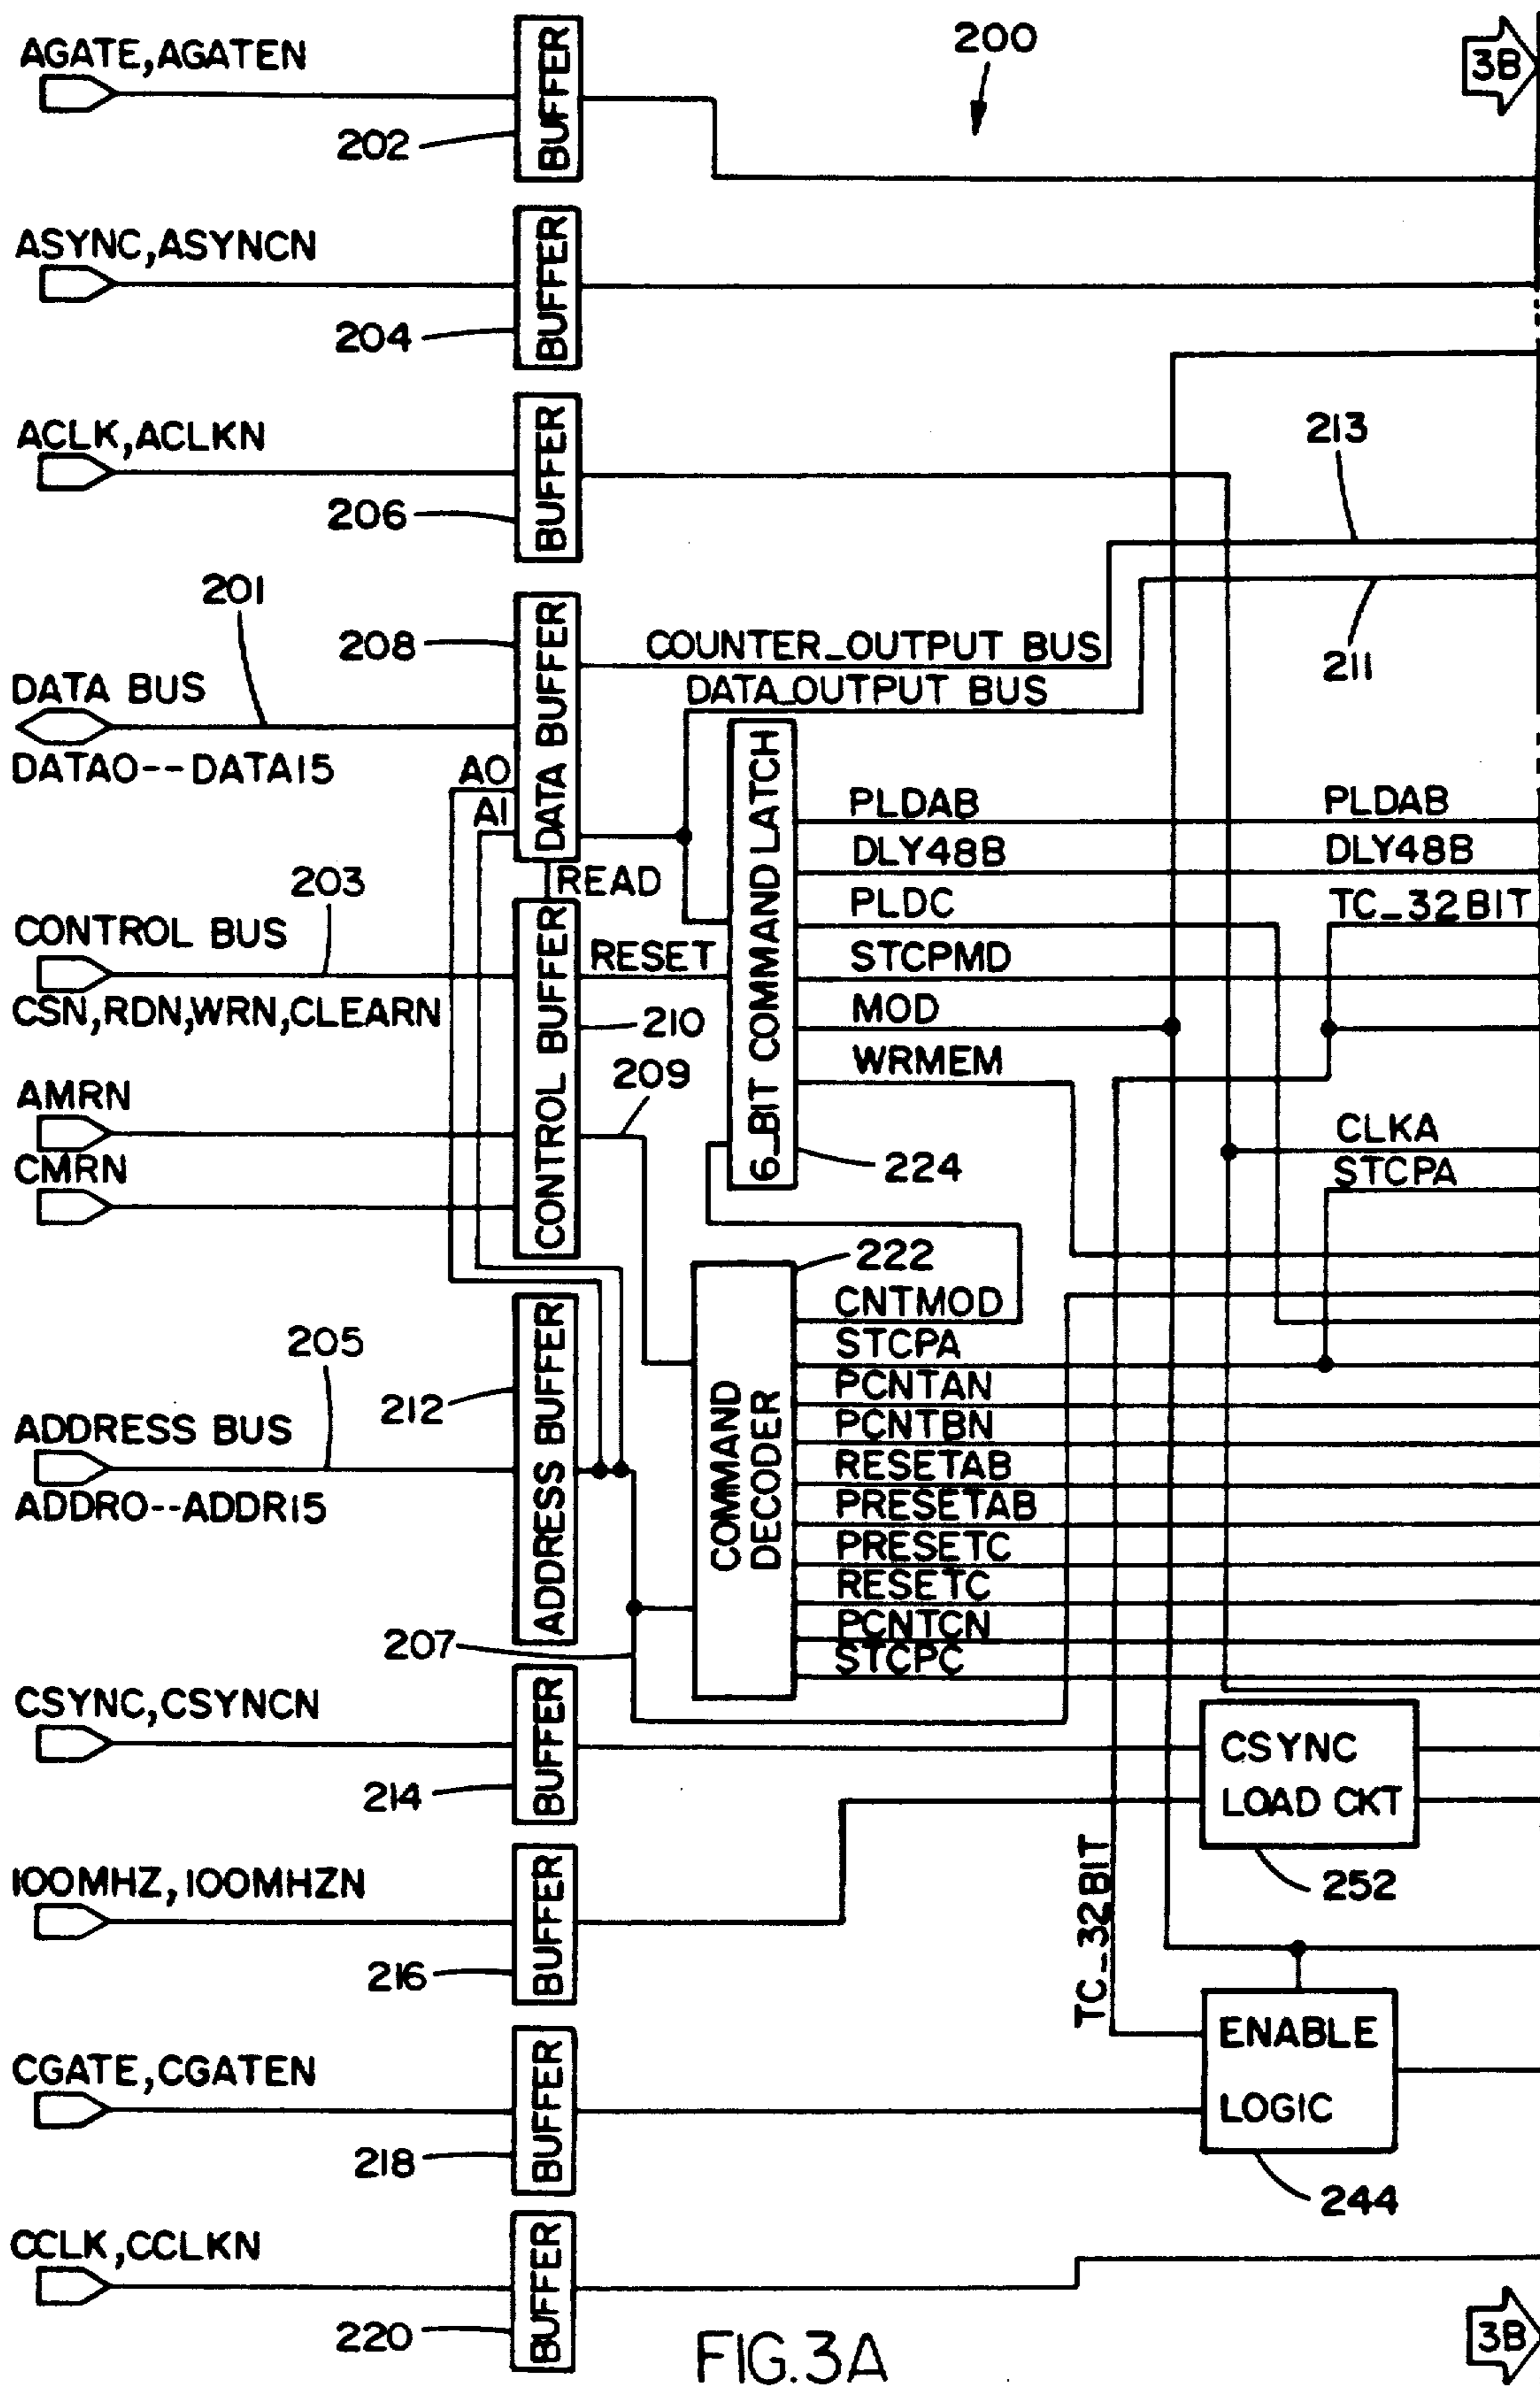 200
3B
AGATE,AGATEN
BUFFER
202
ASYNC,ASYNCN
BUFFER
204
ACLK,ACLKN
BUFFER
206
213
211
201
208
DATA BUFFER
COUNTER_OUTPUT BUS
DATA_OUTPUT BUS
DATA BUS
DATA0--DATA15
A0
A1
READ
6_BIT COMMAND LATCH
PLDAB
PLDAB
DLY48B
DLY48B
PLDC
TC_32BIT
STCPMD
MOD
WRMEM
203
CONTROL BUS
CSN,RDN,WRN,CLEARN
CONTROL BUFFER
RESET
210
209
AMRN
CMRN
224
CLKA
STCPA
222
COMMAND
DECODER
CNTMOD
STCPA
PCNTAN
PCNTBN
RESETAB
PRESETAB
PRESETC
RESETC
PCNTCN
STCPC
205
212
ADDRESS BUFFER
ADDRESS BUS
ADDR0--ADDR15
207
CSYNC,CSYNCN
BUFFER
214
CSYNC
LOAD CKT
252
100MHZ,100MHZN
BUFFER
216
TC_32BIT
CGATE,CGATEN
BUFFER
218
ENABLE
LOGIC
244
CCLK,CCLKN
BUFFER
220
FIG.3A
3B